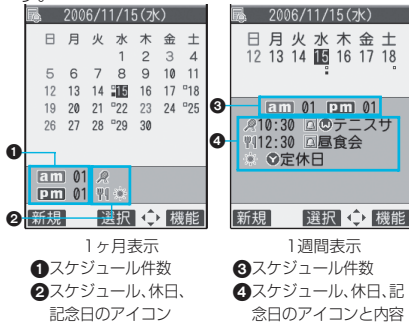 す。
2006/11/15(水)
日 月 火 水 木 金 土
1 2 3 4
5 6 7 8 9 10 11
12 13 14 15 16 17 18
19 20 21 22 23 24 25
26 27 28 29 30
❶
am 01
pm 01
❷
新規 選択 機能
1ヶ月表示
❶スケジュール件数
❷スケジュール、休日、
記念日のアイコン
2006/11/15(水)
日 月 火 水 木 金 土
12 13 14 15 16 17 18
❸ am 01 pm 01
❹ 10:30 テニスサ
12:30 昼食会
定休日
新規 選択 機能
1週間表示
❸スケジュール件数
❹スケジュール、休日、記
念日のアイコンと内容